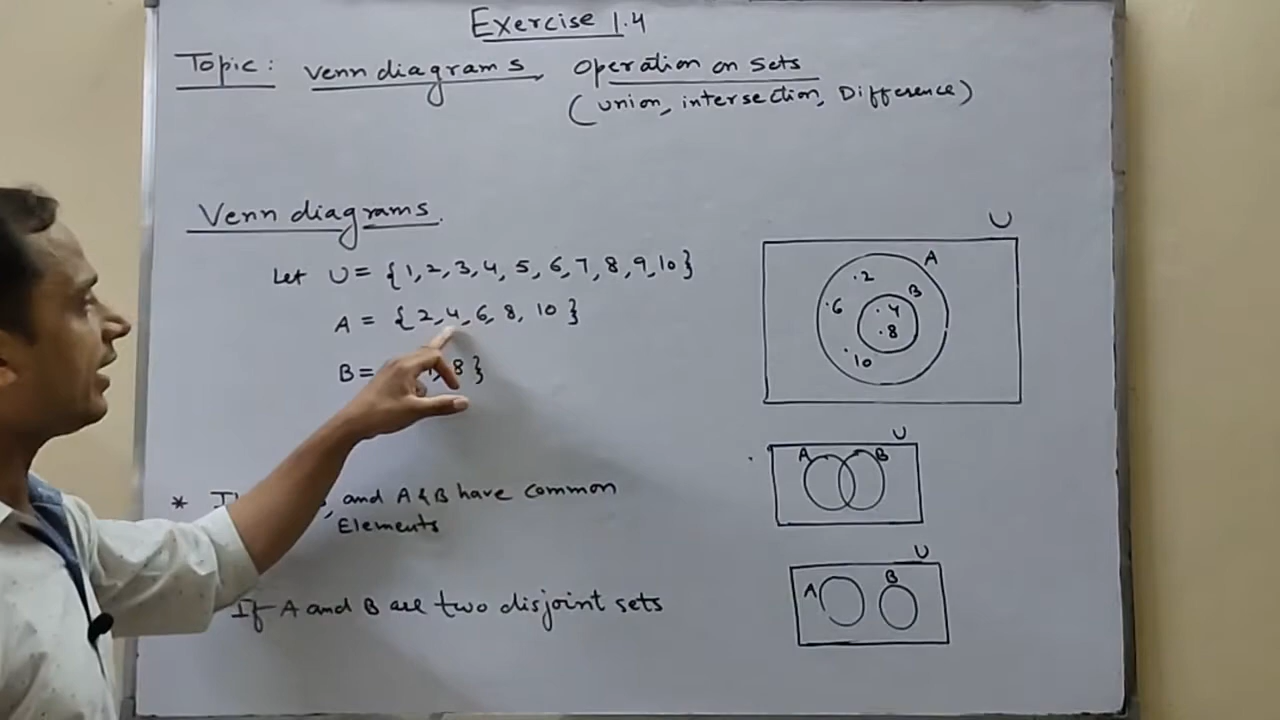 Exercise 1.4
Topic: Venn diagrams, Operation on sets
(union, intersection, Difference)
Venn diagrams.
Let U = {1, 2, 3, 4, 5, 6, 7, 8, 9, 10}
A = {2, 4, 6, 8, 10}
B = 8}
* and A & B have common
Elements
If A and B are two disjoint sets
U
A
.2
B
.6
.4
.8
.10
U
A B
U
A B